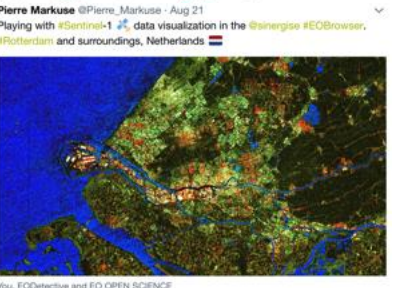 Pierre Markuse @Pierre_Markuse · Aug 21
Playing with #Sentinel-1 🛰 data visualization in the @sinergise #EOBrowser,
#Rotterdam and surroundings, Netherlands 🇳🇱
You, EODetective and EO OPEN SCIENCE